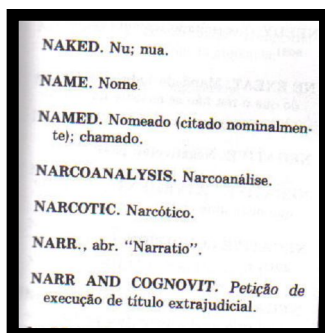 NAKED. Nu; nua.
NAME. Nome
NAMED. Nomeado (citado nominalmen-
te); chamado.
NARCOANALYSIS. Narcoanálise.
NARCOTIC. Narcótico.
NARR., abr. “Narratio”.
NARR AND COGNOVIT. Petição de
execução de título extrajudicial.